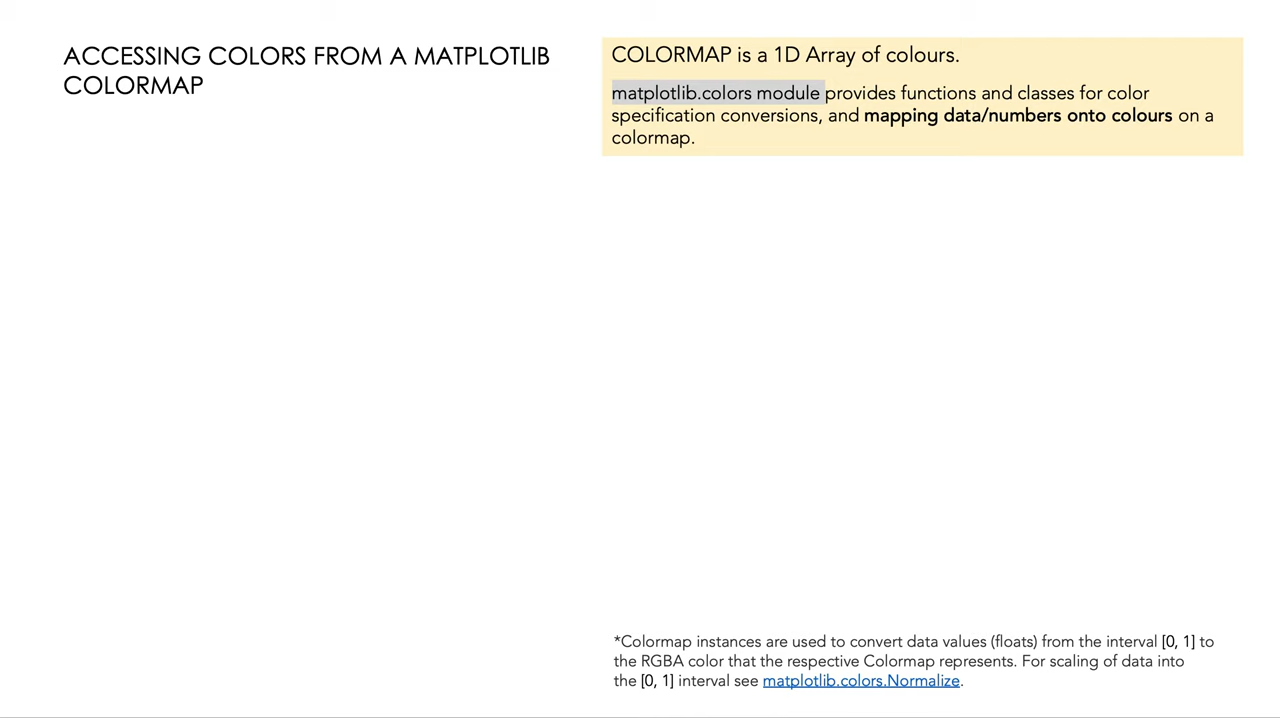 ACCESSING COLORS FROM A MATPLOTLIB
COLORMAP
COLORMAP is a 1D Array of colours.
matplotlib.colors module provides functions and classes for color
specification conversions, and mapping data/numbers onto colours on a
colormap.
*Colormap instances are used to convert data values (floats) from the interval [0, 1] to
the RGBA color that the respective Colormap represents. For scaling of data into
the [0, 1] interval see matplotlib.colors.Normalize.